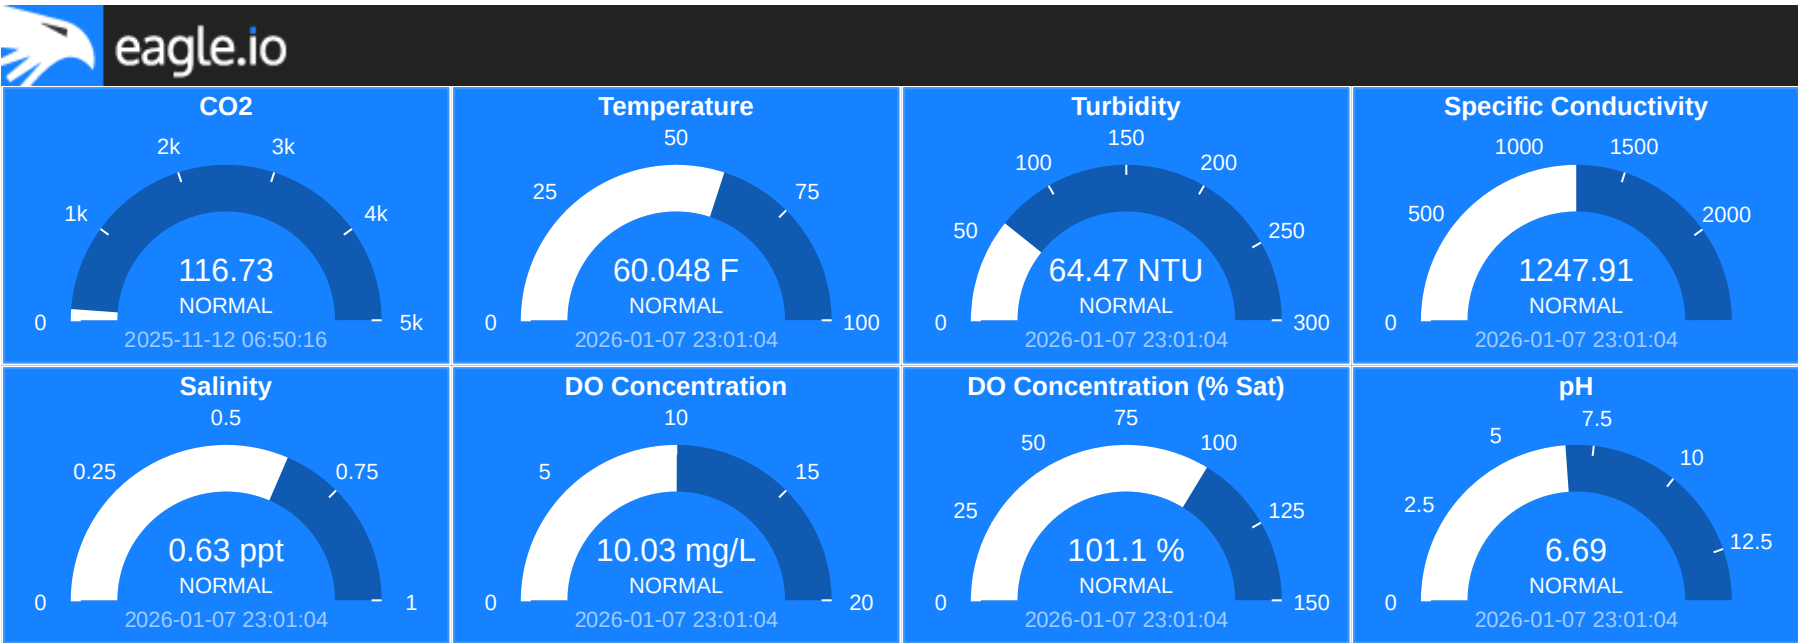 eagle.io
CO2
2k 3k
1k 4k
116.73
NORMAL
0 5k
2025-11-12 06:50:16
Temperature
50
25 75
60.048 F
NORMAL
0 100
2026-01-07 23:01:04
Turbidity
150
100 200
50 250
64.47 NTU
NORMAL
0 300
2026-01-07 23:01:04
Specific Conductivity
1000 1500
500 2000
1247.91
NORMAL
0
2026-01-07 23:01:04
Salinity
0.5
0.25 0.75
0.63 ppt
NORMAL
0 1
2026-01-07 23:01:04
DO Concentration
10
5 15
10.03 mg/L
NORMAL
0 20
2026-01-07 23:01:04
DO Concentration (% Sat)
75
50 100
25 125
101.1 %
NORMAL
0 150
2026-01-07 23:01:04
pH
7.5
5 10
2.5 12.5
6.69
NORMAL
0
2026-01-07 23:01:04